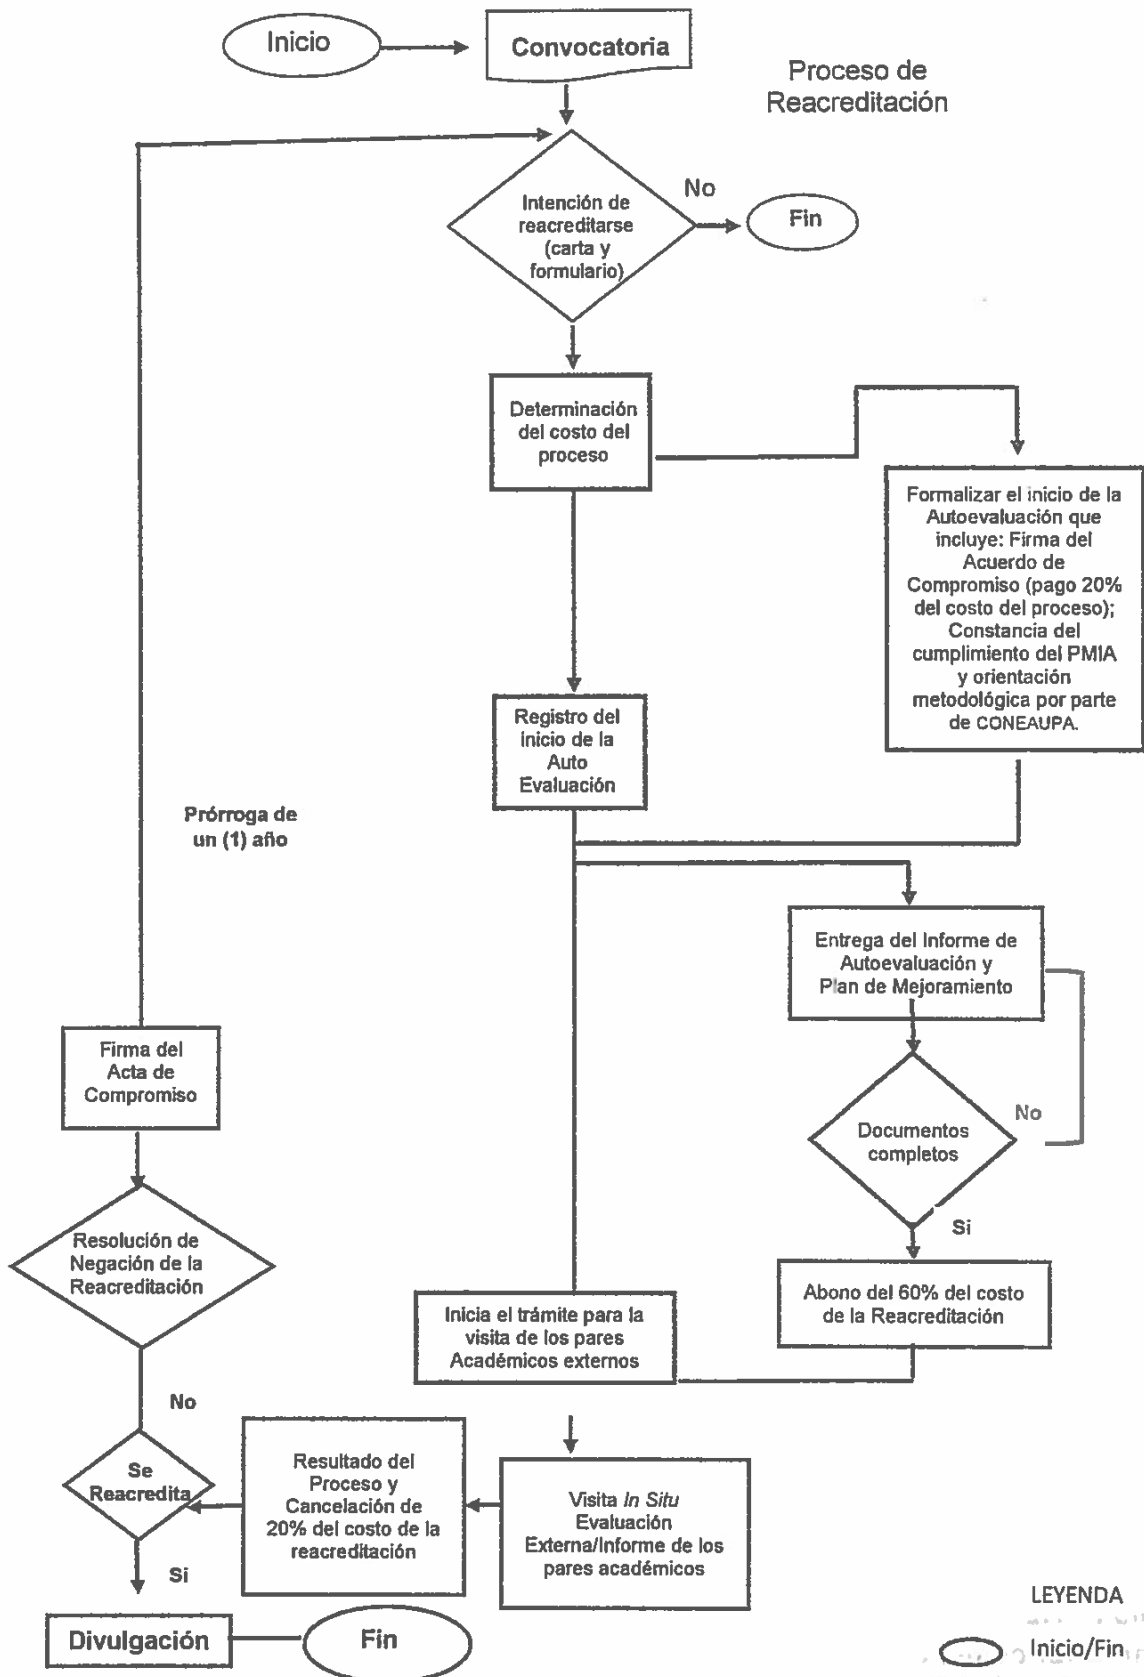 Inicio
Convocatoria
Proceso de
Reacreditación
Intención de
reacreditarse
(carta y
formulario)
No
Fin
Determinación
del costo del
proceso
Formalizar el inicio de la
Autoevaluación que
incluye: Firma del
Acuerdo de
Compromiso (pago 20%
del costo del proceso);
Constancia del
cumplimiento del PMIA
y orientación
metodológica por parte
de CONEAUPA.
Registro del
inicio de la
Auto
Evaluación
Prórroga de
un (1) año
Entrega del Informe de
Autoevaluación y
Plan de Mejoramiento
Firma del
Acta de
Compromiso
Documentos
completos
No
Si
Resolución de
Negación de la
Reacreditación
Abono del 60% del costo
de la Reacreditación
Inicia el trámite para la
visita de los pares
Académicos externos
No
Se
Reacredita
Resultado del
Proceso y
Cancelación de
20% del costo de la
reacreditación
Visita In Situ
Evaluación
Externa/Informe de los
pares académicos
Si
Divulgación
Fin
LEYENDA
Inicio/Fin